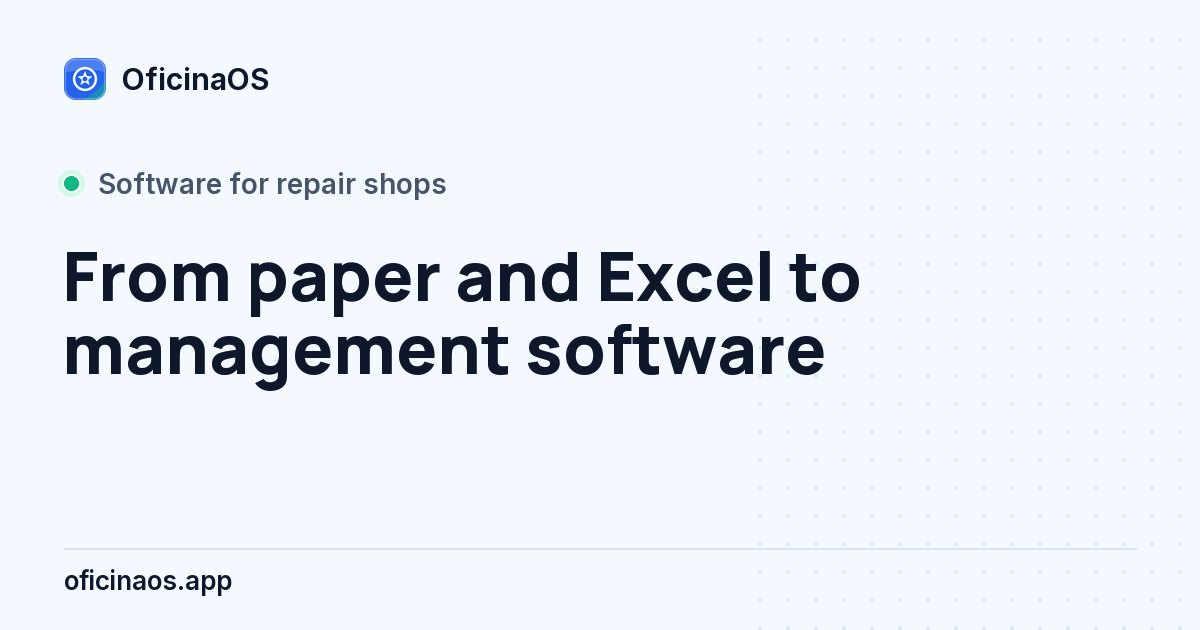 OficinaOS
Software for repair shops
From paper and Excel to
management software
oficinaos.app